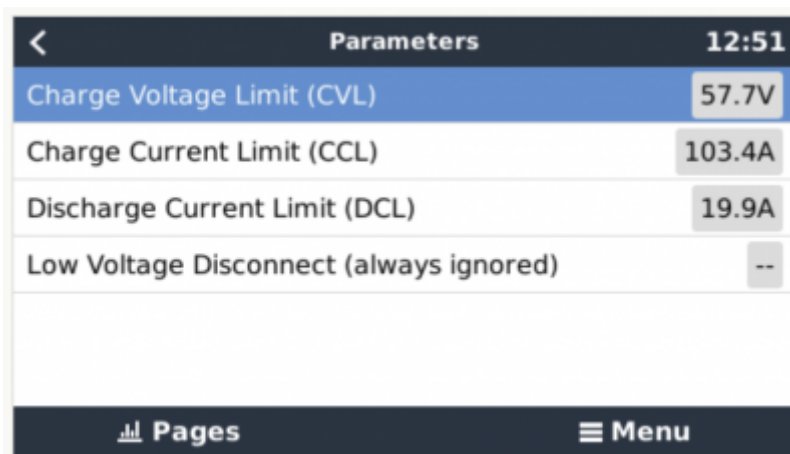 Parameters 12:51
Charge Voltage Limit (CVL) 57.7V
Charge Current Limit (CCL) 103.4A
Discharge Current Limit (DCL) 19.9A
Low Voltage Disconnect (always ignored) --
Pages Menu